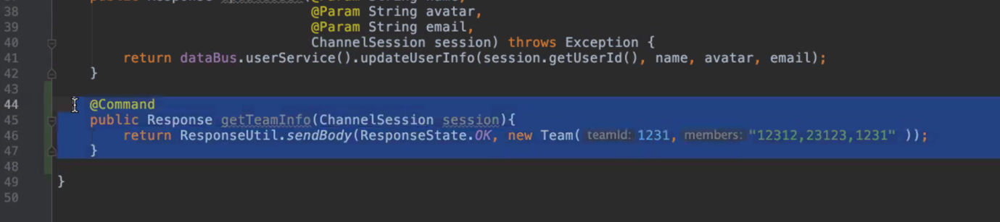 38 @Param String avatar,
39 @Param String email,
40 ChannelSession session) throws Exception {
41 return dataBus.userService().updateUserInfo(session.getUserId(), name, avatar, email);
42 }
43
44 @Command
45 public Response getTeamInfo(ChannelSession session){
46 return ResponseUtil.sendBody(ResponseState.OK, new Team( teamId: 1231, members: "12312,23123,1231" ));
47 }
48
49 }
50